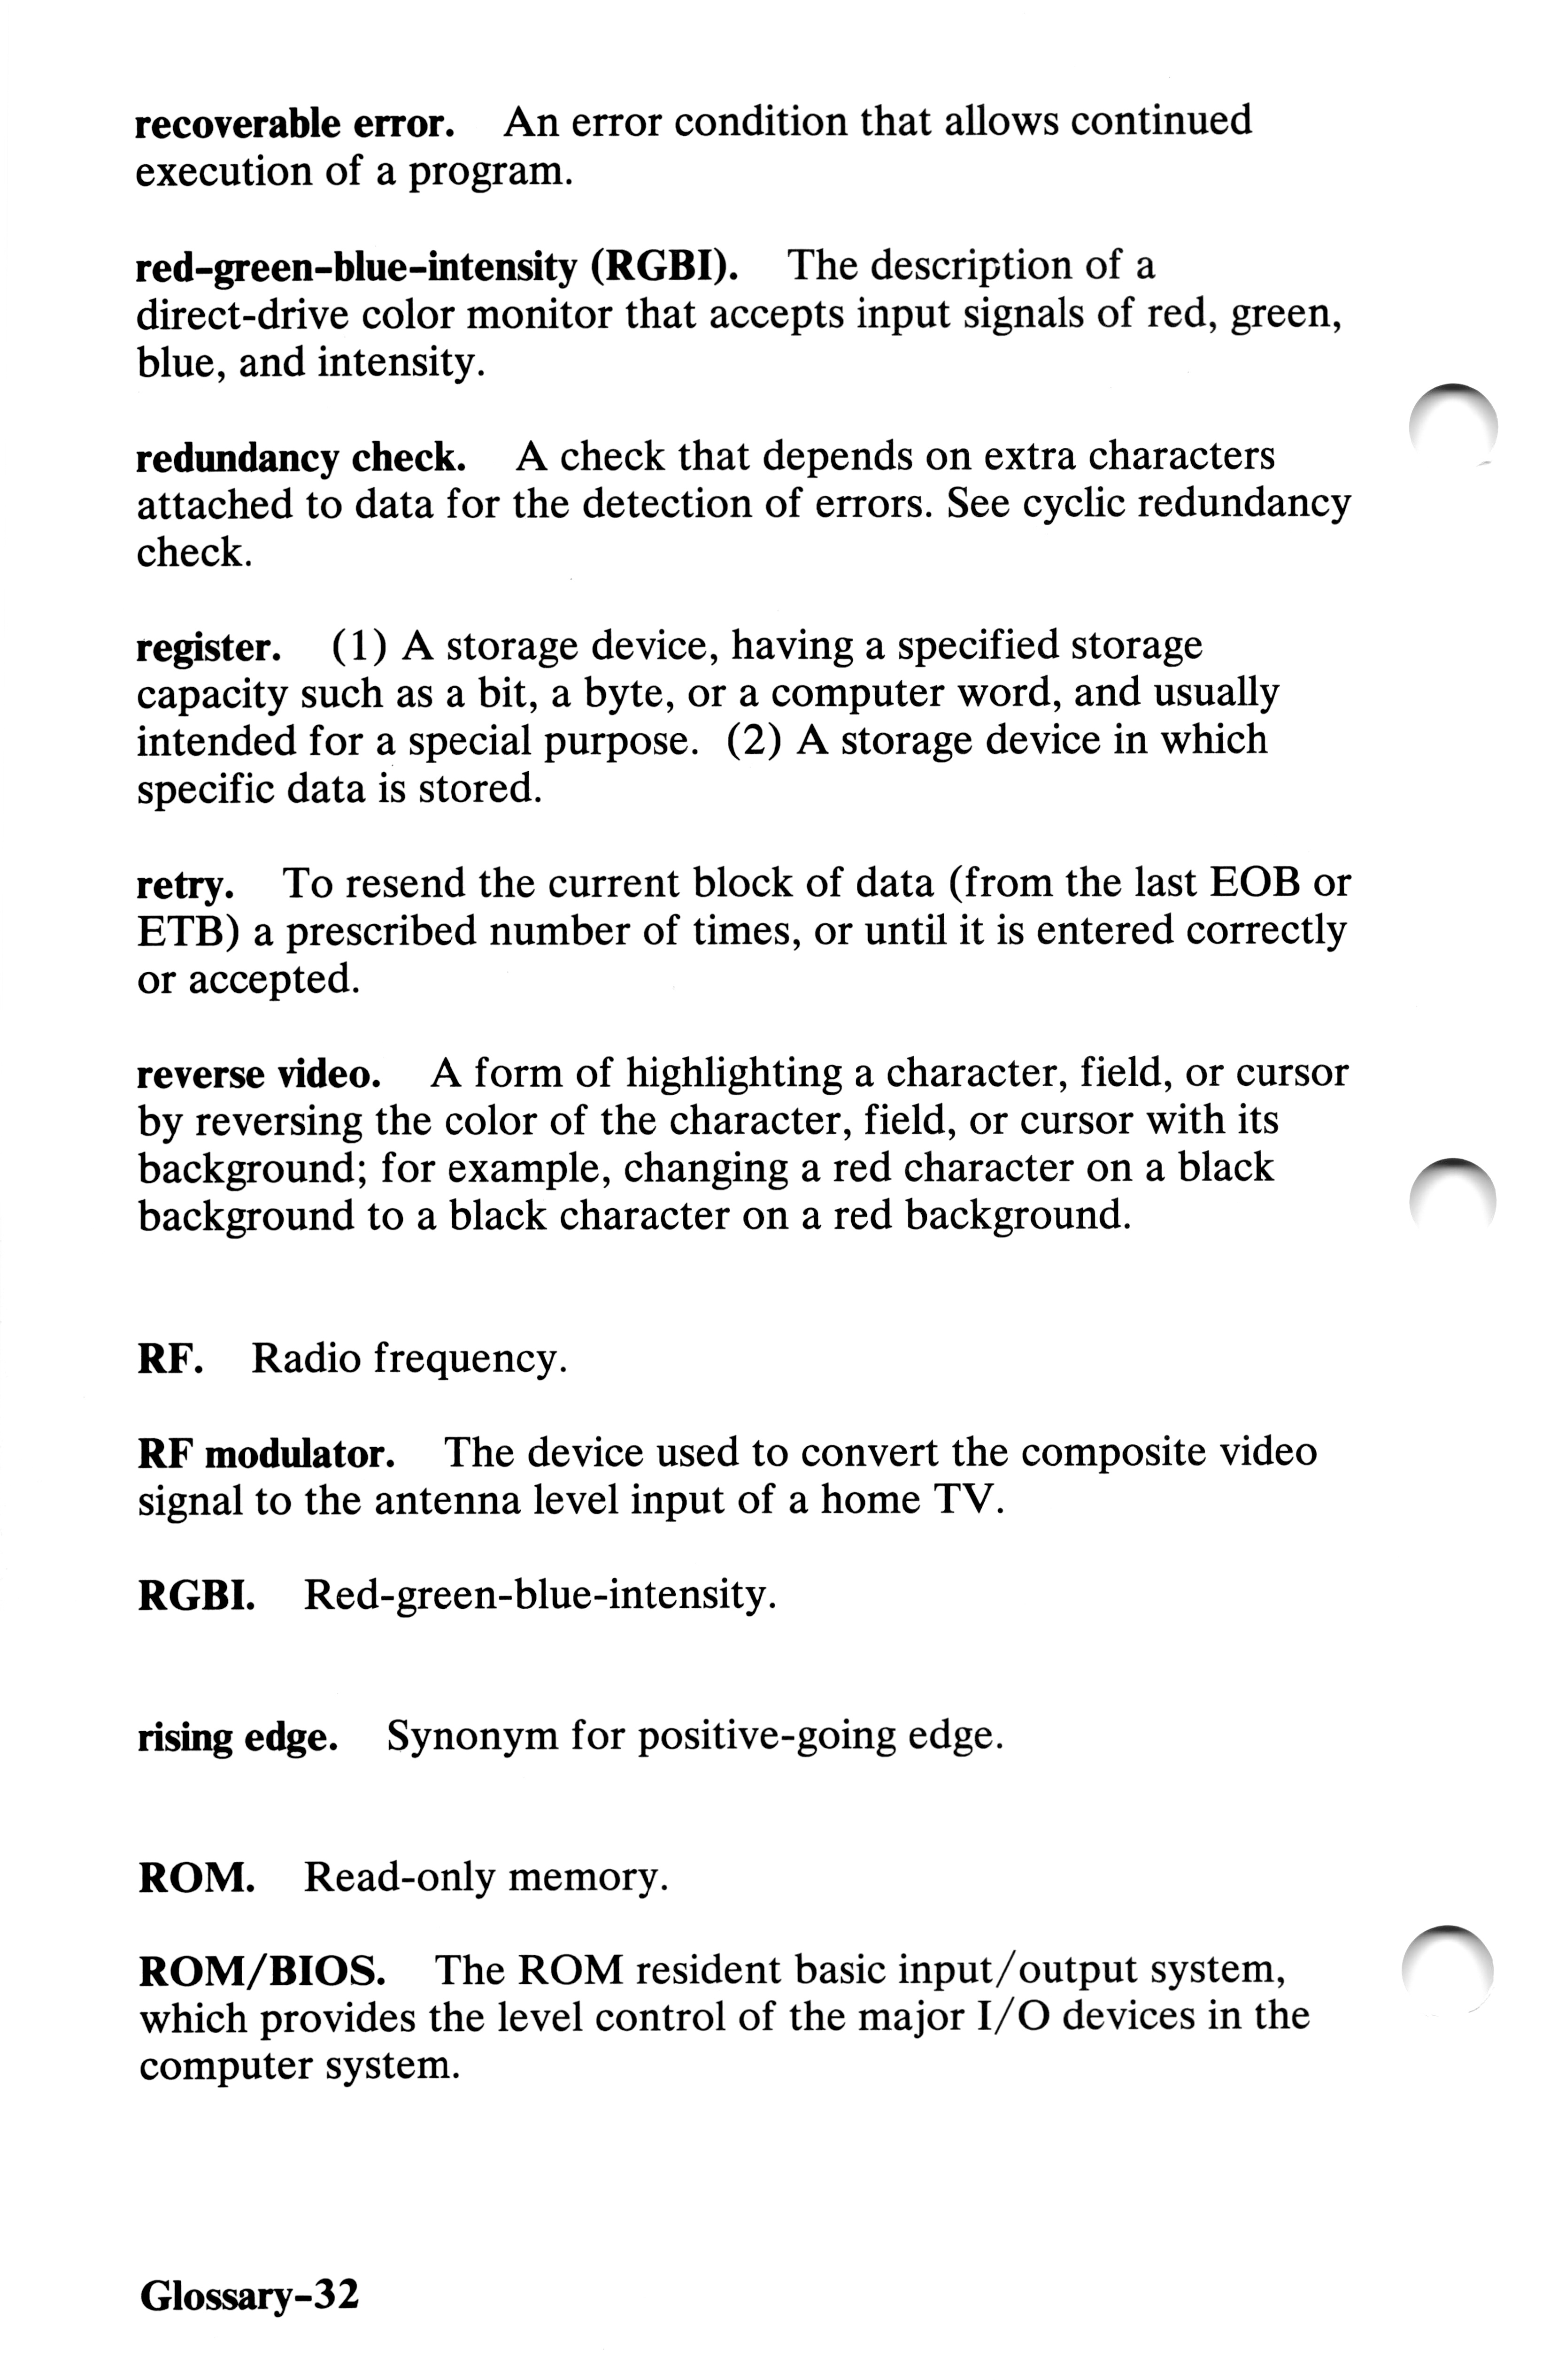 recoverable error. An error condition that allows continued
execution of a program.
red-green-blue-intensity (RGBI). The description of a
direct-drive color monitor that accepts input signals of red, green,
blue, and intensity.
redundancy check. A check that depends on extra characters
attached to data for the detection of errors. See cyclic redundancy
check.
register. (1) A storage device, having a specified storage
capacity such as a bit, a byte, or a computer word, and usually
intended for a special purpose. (2) A storage device in which
specific data is stored.
retry. To resend the current block of data (from the last EOB or
ETB) a prescribed number of times, or until it is entered correctly
or accepted.
reverse video. A form of highlighting a character, field, or cursor
by reversing the color of the character, field, or cursor with its
background; for example, changing a red character on a black
background to a black character on a red background.
RF. Radio frequency.
RF modulator. The device used to convert the composite video
signal to the antenna level input of a home TV.
RGBI. Red-green-blue-intensity.
rising edge. Synonym for positive-going edge.
ROM. Read-only memory.
ROM/BIOS. The ROM resident basic input/output system,
which provides the level control of the major I/O devices in the
computer system.
Glossary-32